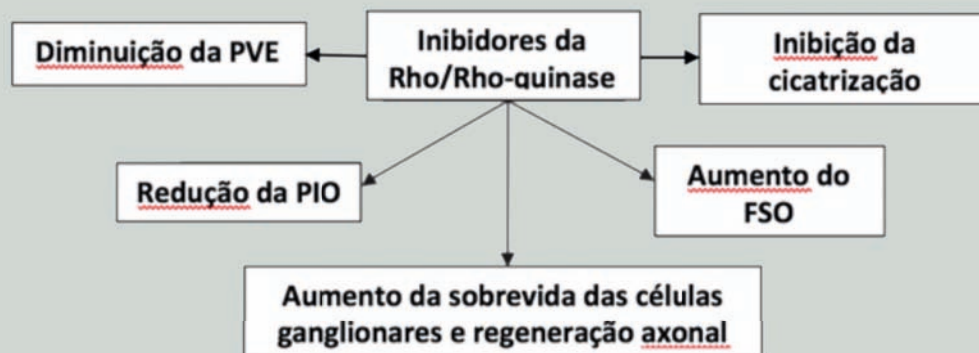 Diminuição da PVE
Inibidores da
Rho/Rho-quinase
Inibição da
cicatrização
Redução da PIO
Aumento do
FSO
Aumento da sobrevida das células
ganglionares e regeneração axonal